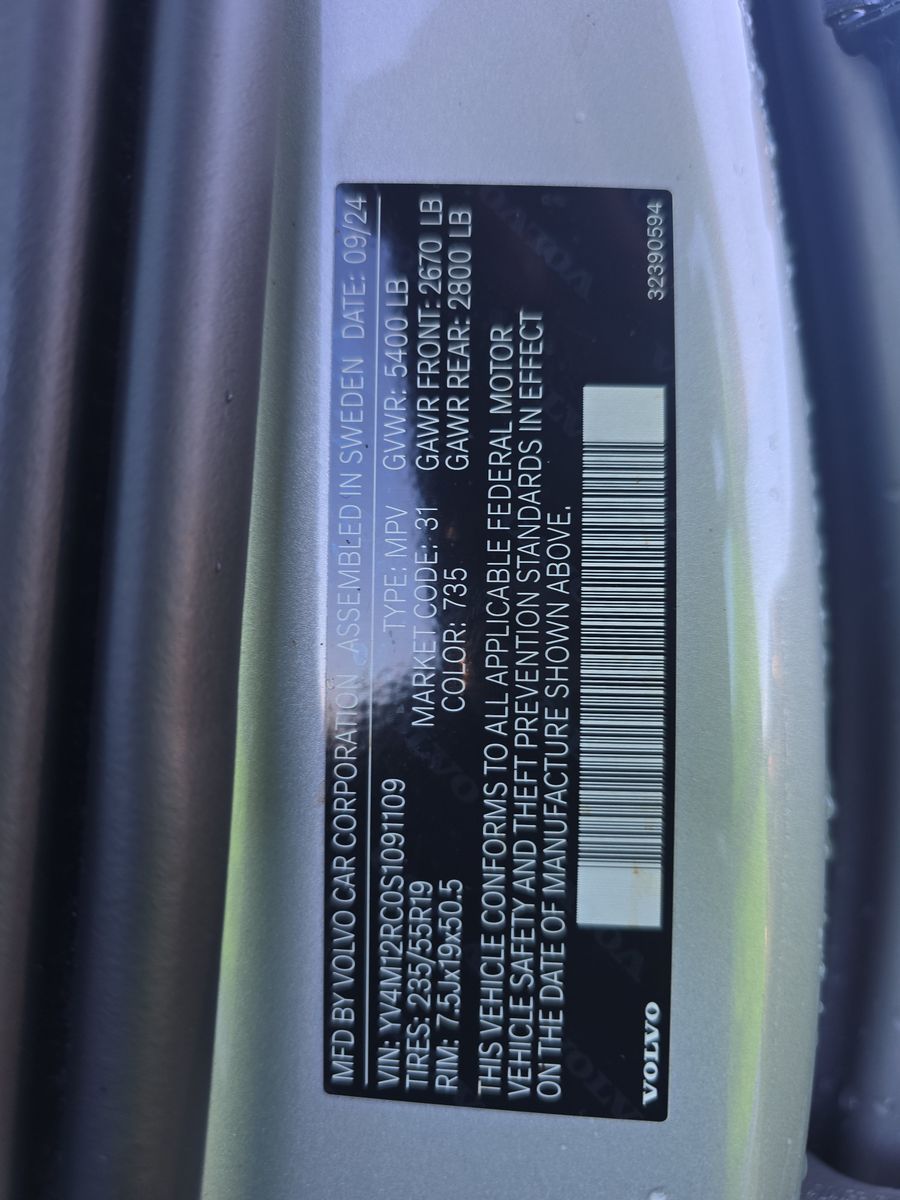 MFD BY VOLVO CAR CORPORATION ASSEMBLED IN SWEDEN DATE: 09/24
VIN: YV4M12RC0S1091109 TYPE: MPV GVWR: 5400 LB
TIRES: 235/55R19 MARKET CODE: 31 GAWR FRONT: 2670 LB
RIM: 7.5Jx19x50.5 COLOR: 735 GAWR REAR: 2800 LB
THIS VEHICLE CONFORMS TO ALL APPLICABLE FEDERAL MOTOR
VEHICLE SAFETY AND THEFT PREVENTION STANDARDS IN EFFECT
ON THE DATE OF MANUFACTURE SHOWN ABOVE.
VOLVO 32390594